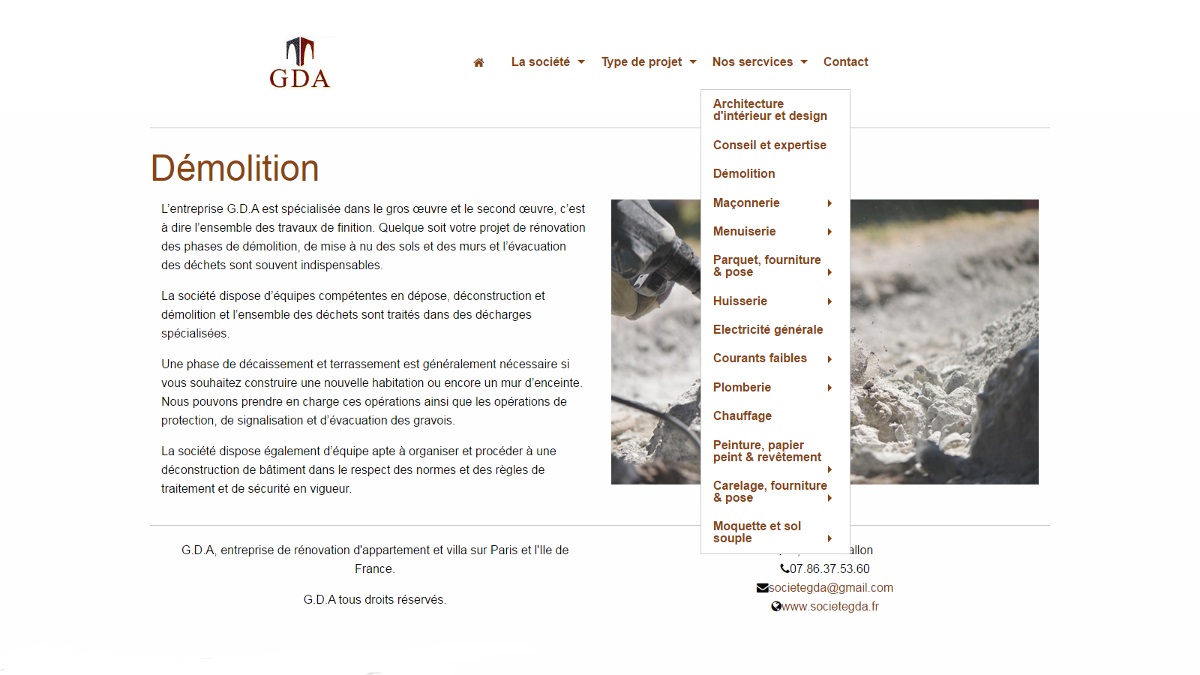 GDA
La société
Type de projet
Nos sercvices
Contact
Architecture
d'intérieur et design
Conseil et expertise
Démolition
Maçonnerie
Menuiserie
Parquet, fourniture
& pose
Huisserie
Electricité générale
Courants faibles
Plomberie
Chauffage
Peinture, papier
peint & revêtement
Carelage, fourniture
& pose
Moquette et sol
souple
Démolition
L’entreprise G.D.A est spécialisée dans le gros œuvre et le second œuvre, c’est
à dire l’ensemble des travaux de finition. Quelque soit votre projet de rénovation
des phases de démolition, de mise à nu des sols et des murs et l’évacuation
des déchets sont souvent indispensables.
La société dispose d’équipes compétentes en dépose, déconstruction et
démolition et l’ensemble des déchets sont traités dans des décharges
spécialisées.
Une phase de décaissement et terrassement est généralement nécessaire si
vous souhaitez construire une nouvelle habitation ou encore un mur d’enceinte.
Nous pouvons prendre en charge ces opérations ainsi que les opérations de
protection, de signalisation et d’évacuation des gravois.
La société dispose également d’équipe apte à organiser et procéder à une
déconstruction de bâtiment dans le respect des normes et des règles de
traitement et de sécurité en vigueur.
G.D.A, entreprise de rénovation d'appartement et villa sur Paris et l'Ile de
France.
G.D.A tous droits réservés.
07.86.37.53.60
societegda@gmail.com
www.societegda.fr